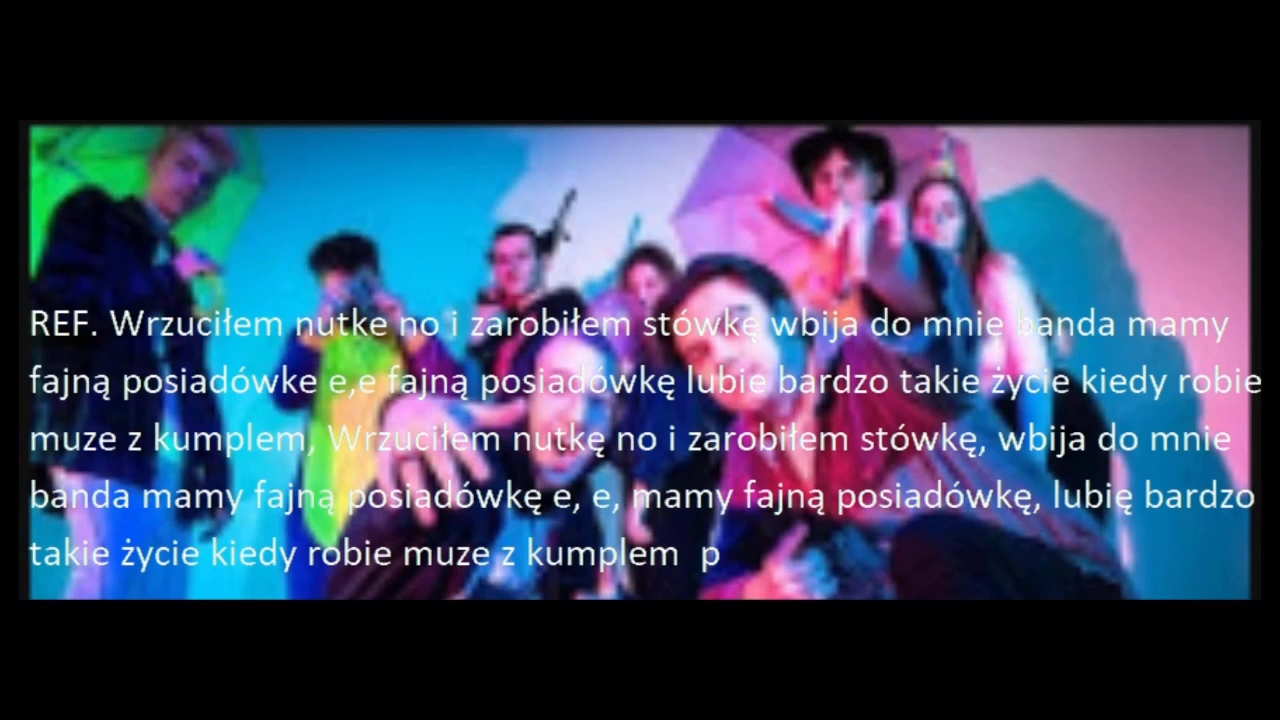 REF. Wrzuciłem nutke no i zarobiłem stówkę wbija do mnie banda mamy
fajną posiadówke e,e fajną posiadówkę lubie bardzo takie życie kiedy robie
muze z kumplem, Wrzuciłem nutkę no i zarobiłem stówkę, wbija do mnie
banda mamy fajną posiadówkę e, e, mamy fajną posiadówkę, lubię bardzo
takie życie kiedy robie muze z kumplem p